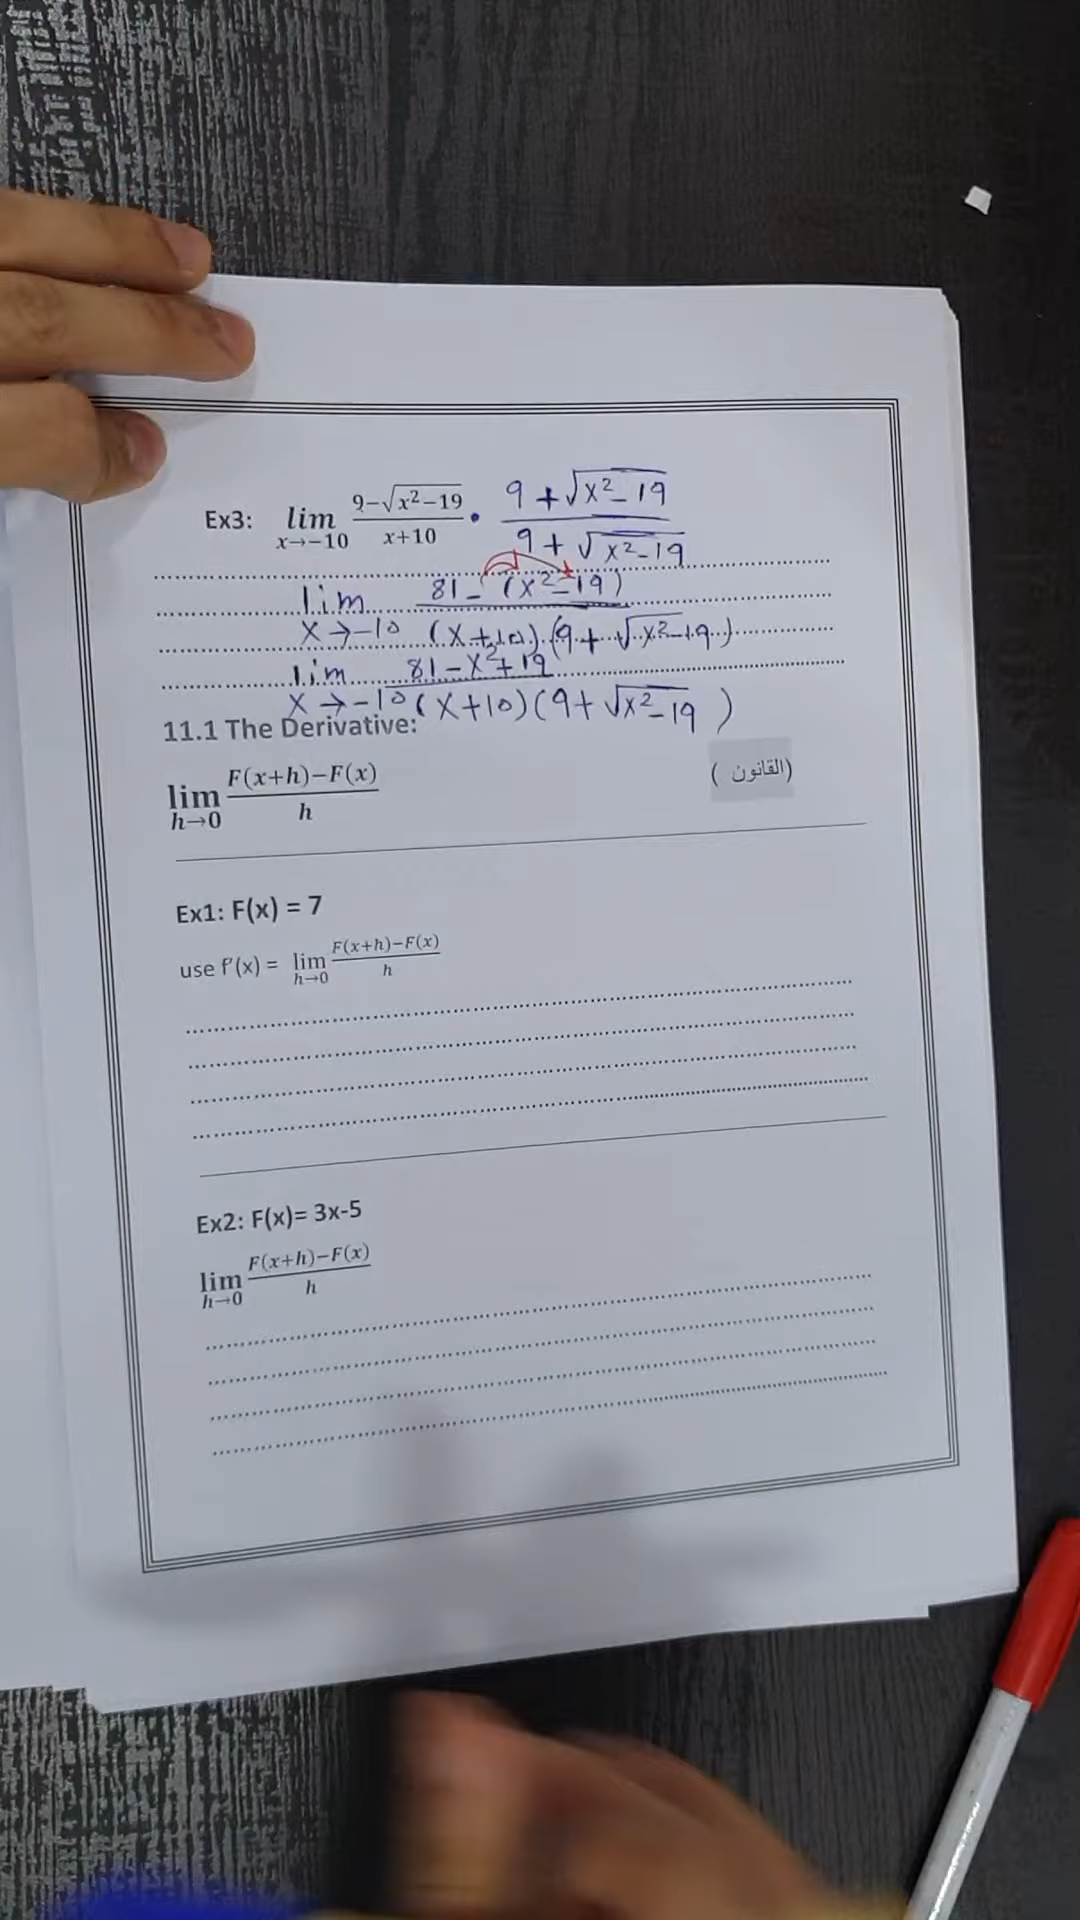 Ex3: lim x→-10 9-√x²-19 / x+10 · 9+√x²-19 / 9+√x²-19
lim x→-10 81-(x²-19) / (x+10).(9+√x²-19)
lim x→-10 81-x²+19 / (x+10)(9+√x²-19)
11.1 The Derivative:
lim h→0 F(x+h)-F(x) / h
(القانون )
Ex1: F(x) = 7
use f'(x) = lim h→0 F(x+h)-F(x) / h
Ex2: F(x)= 3x-5
lim h→0 F(x+h)-F(x) / h